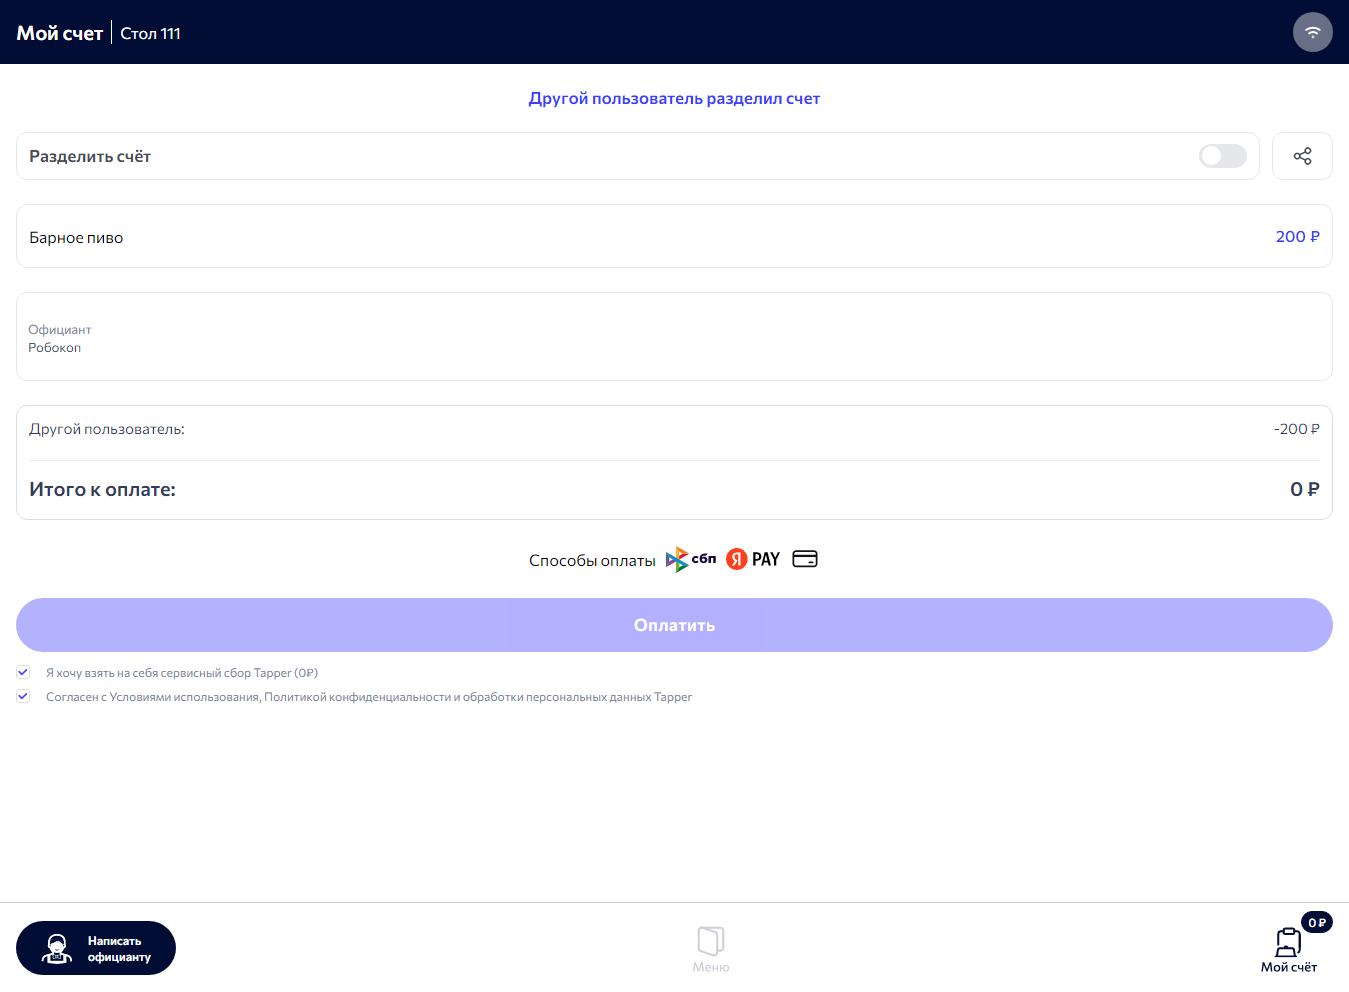 Мой счет
Стол 111
Другой пользователь разделил счет
Разделить счёт
Барное пиво
200 ₽
Официант
Робокоп
Другой пользователь:
-200 ₽
Итого к оплате:
0 ₽
Способы оплаты
сбп
Я PAY
Оплатить
Я хочу взять на себя сервисный сбор Tapper (0₽)
Согласен с Условиями использования, Политикой конфиденциальности и обработки персональных данных Tapper
Написать
официанту
Меню
0 ₽
Мой счёт